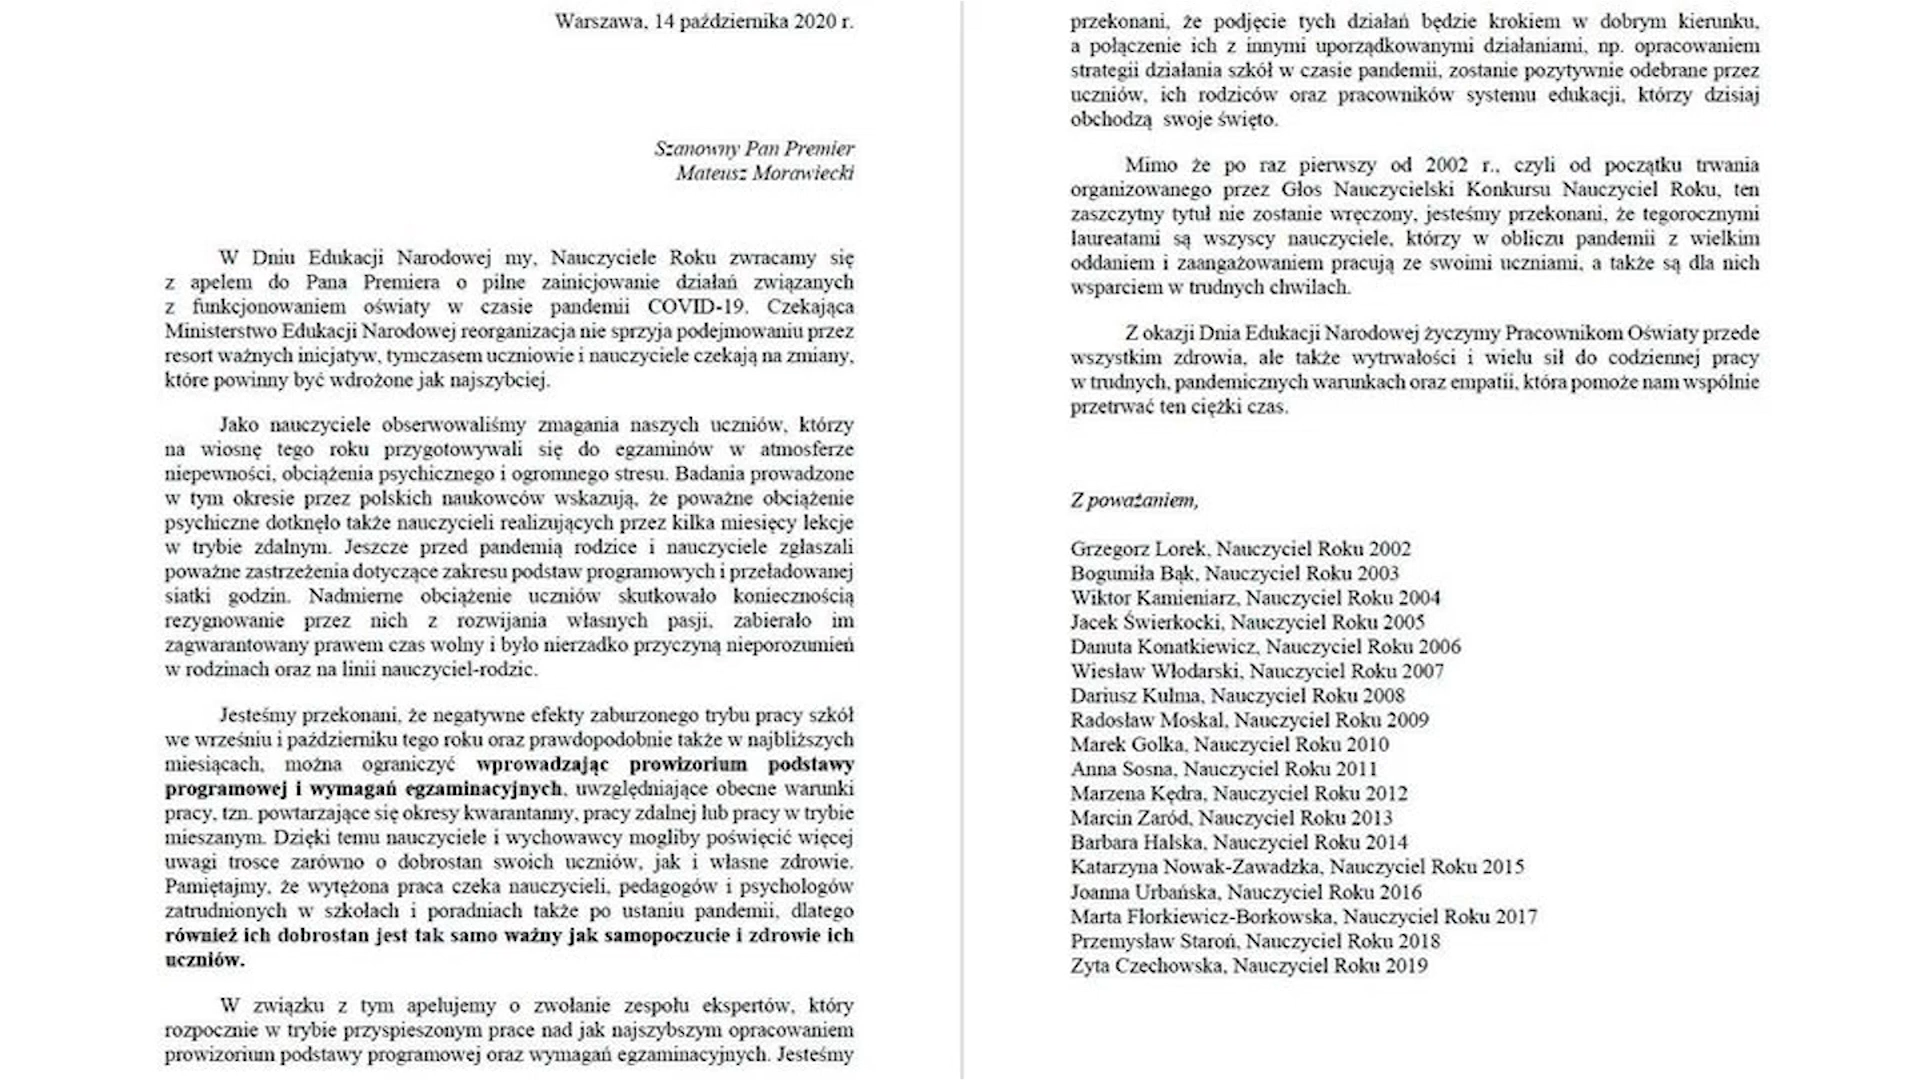 Warszawa, 14 października 2020 r.
Szanowny Pan Premier
Mateusz Morawiecki
W Dniu Edukacji Narodowej my, Nauczyciele Roku zwracamy się
z apelem do Pana Premiera o pilne zainicjowanie działań związanych
z funkcjonowaniem oświaty w czasie pandemii COVID-19. Czekająca
Ministerstwo Edukacji Narodowej reorganizacja nie sprzyja podejmowaniu przez
resort ważnych inicjatyw, tymczasem uczniowie i nauczyciele czekają na zmiany,
które powinny być wdrożone jak najszybciej.
Jako nauczyciele obserwowaliśmy zmagania naszych uczniów, którzy
na wiosnę tego roku przygotowywali się do egzaminów w atmosferze
niepewności, obciążenia psychicznego i ogromnego stresu. Badania prowadzone
w tym okresie przez polskich naukowców wskazują, że poważne obciążenie
psychiczne dotknęło także nauczycieli realizujących przez kilka miesięcy lekcje
w trybie zdalnym. Jeszcze przed pandemią rodzice i nauczyciele zgłaszali
poważne zastrzeżenia dotyczące zakresu podstaw programowych i przeładowanej
siatki godzin. Nadmierne obciążenie uczniów skutkowało koniecznością
rezygnowanie przez nich z rozwijania własnych pasji, zabierało im
zagwarantowany prawem czas wolny i było nierzadko przyczyną nieporozumień
w rodzinach oraz na linii nauczyciel-rodzic.
Jesteśmy przekonani, że negatywne efekty zaburzonego trybu pracy szkół
we wrześniu i październiku tego roku oraz prawdopodobnie także w najbliższych
miesiącach, można ograniczyć wprowadzając prowizorium podstawy
programowej i wymagań egzaminacyjnych, uwzględniające obecne warunki
pracy, tzn. powtarzające się okresy kwarantanny, pracy zdalnej lub pracy w trybie
mieszanym. Dzięki temu nauczyciele i wychowawcy mogliby poświęcić więcej
uwagi trosce zarówno o dobrostan swoich uczniów, jak i własne zdrowie.
Pamiętajmy, że wytężona praca czeka nauczycieli, pedagogów i psychologów
zatrudnionych w szkołach i poradniach także po ustaniu pandemii, dlatego
również ich dobrostan jest tak samo ważny jak samopoczucie i zdrowie ich
uczniów.
W związku z tym apelujemy o zwołanie zespołu ekspertów, który
rozpocznie w trybie przyspieszonym prace nad jak najszybszym opracowaniem
prowizorium podstawy programowej oraz wymagań egzaminacyjnych. Jesteśmy
przekonani, że podjęcie tych działań będzie krokiem w dobrym kierunku,
a połączenie ich z innymi uporządkowanymi działaniami, np. opracowaniem
strategii działania szkół w czasie pandemii, zostanie pozytywnie odebrane przez
uczniów, ich rodziców oraz pracowników systemu edukacji, którzy dzisiaj
obchodzą swoje święto.
Mimo że po raz pierwszy od 2002 r., czyli od początku trwania
organizowanego przez Głos Nauczycielski Konkursu Nauczyciel Roku, ten
zaszczytny tytuł nie zostanie wręczony, jesteśmy przekonani, że tegorocznymi
laureatami są wszyscy nauczyciele, którzy w obliczu pandemii z wielkim
oddaniem i zaangażowaniem pracują ze swoimi uczniami, a także są dla nich
wsparciem w trudnych chwilach.
Z okazji Dnia Edukacji Narodowej życzymy Pracownikom Oświaty przede
wszystkim zdrowia, ale także wytrwałości i wielu sił do codziennej pracy
w trudnych, pandemicznych warunkach oraz empatii, która pomoże nam wspólnie
przetrwać ten ciężki czas.
Z poważaniem,
Grzegorz Lorek, Nauczyciel Roku 2002
Bogumiła Bąk, Nauczyciel Roku 2003
Wiktor Kamieniarz, Nauczyciel Roku 2004
Jacek Świerkocki, Nauczyciel Roku 2005
Danuta Konatkiewicz, Nauczyciel Roku 2006
Wiesław Włodarski, Nauczyciel Roku 2007
Dariusz Kulma, Nauczyciel Roku 2008
Radosław Moskal, Nauczyciel Roku 2009
Marek Golka, Nauczyciel Roku 2010
Anna Sosna, Nauczyciel Roku 2011
Marzena Kędra, Nauczyciel Roku 2012
Marcin Zaród, Nauczyciel Roku 2013
Barbara Halska, Nauczyciel Roku 2014
Katarzyna Nowak-Zawadzka, Nauczyciel Roku 2015
Joanna Urbańska, Nauczyciel Roku 2016
Marta Florkiewicz-Borkowska, Nauczyciel Roku 2017
Przemysław Staroń, Nauczyciel Roku 2018
Zyta Czechowska, Nauczyciel Roku 2019